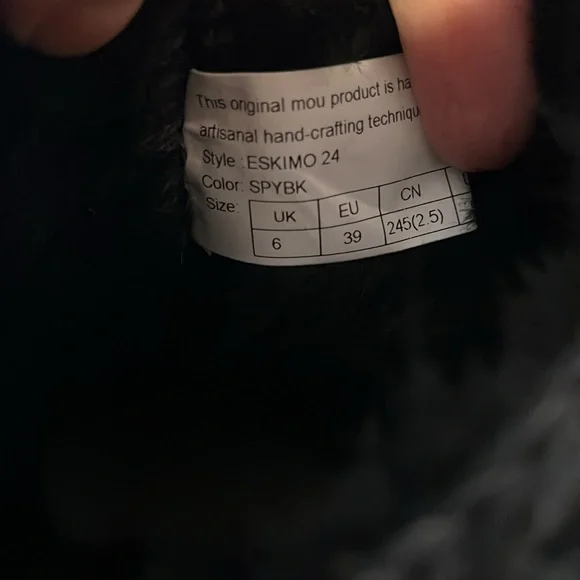 This original mou product is ha
artisanal hand-crafting techniqu
Style :ESKIMO 24
Color: SPYBK
Size: UK EU CN
6 39 245(2.5)